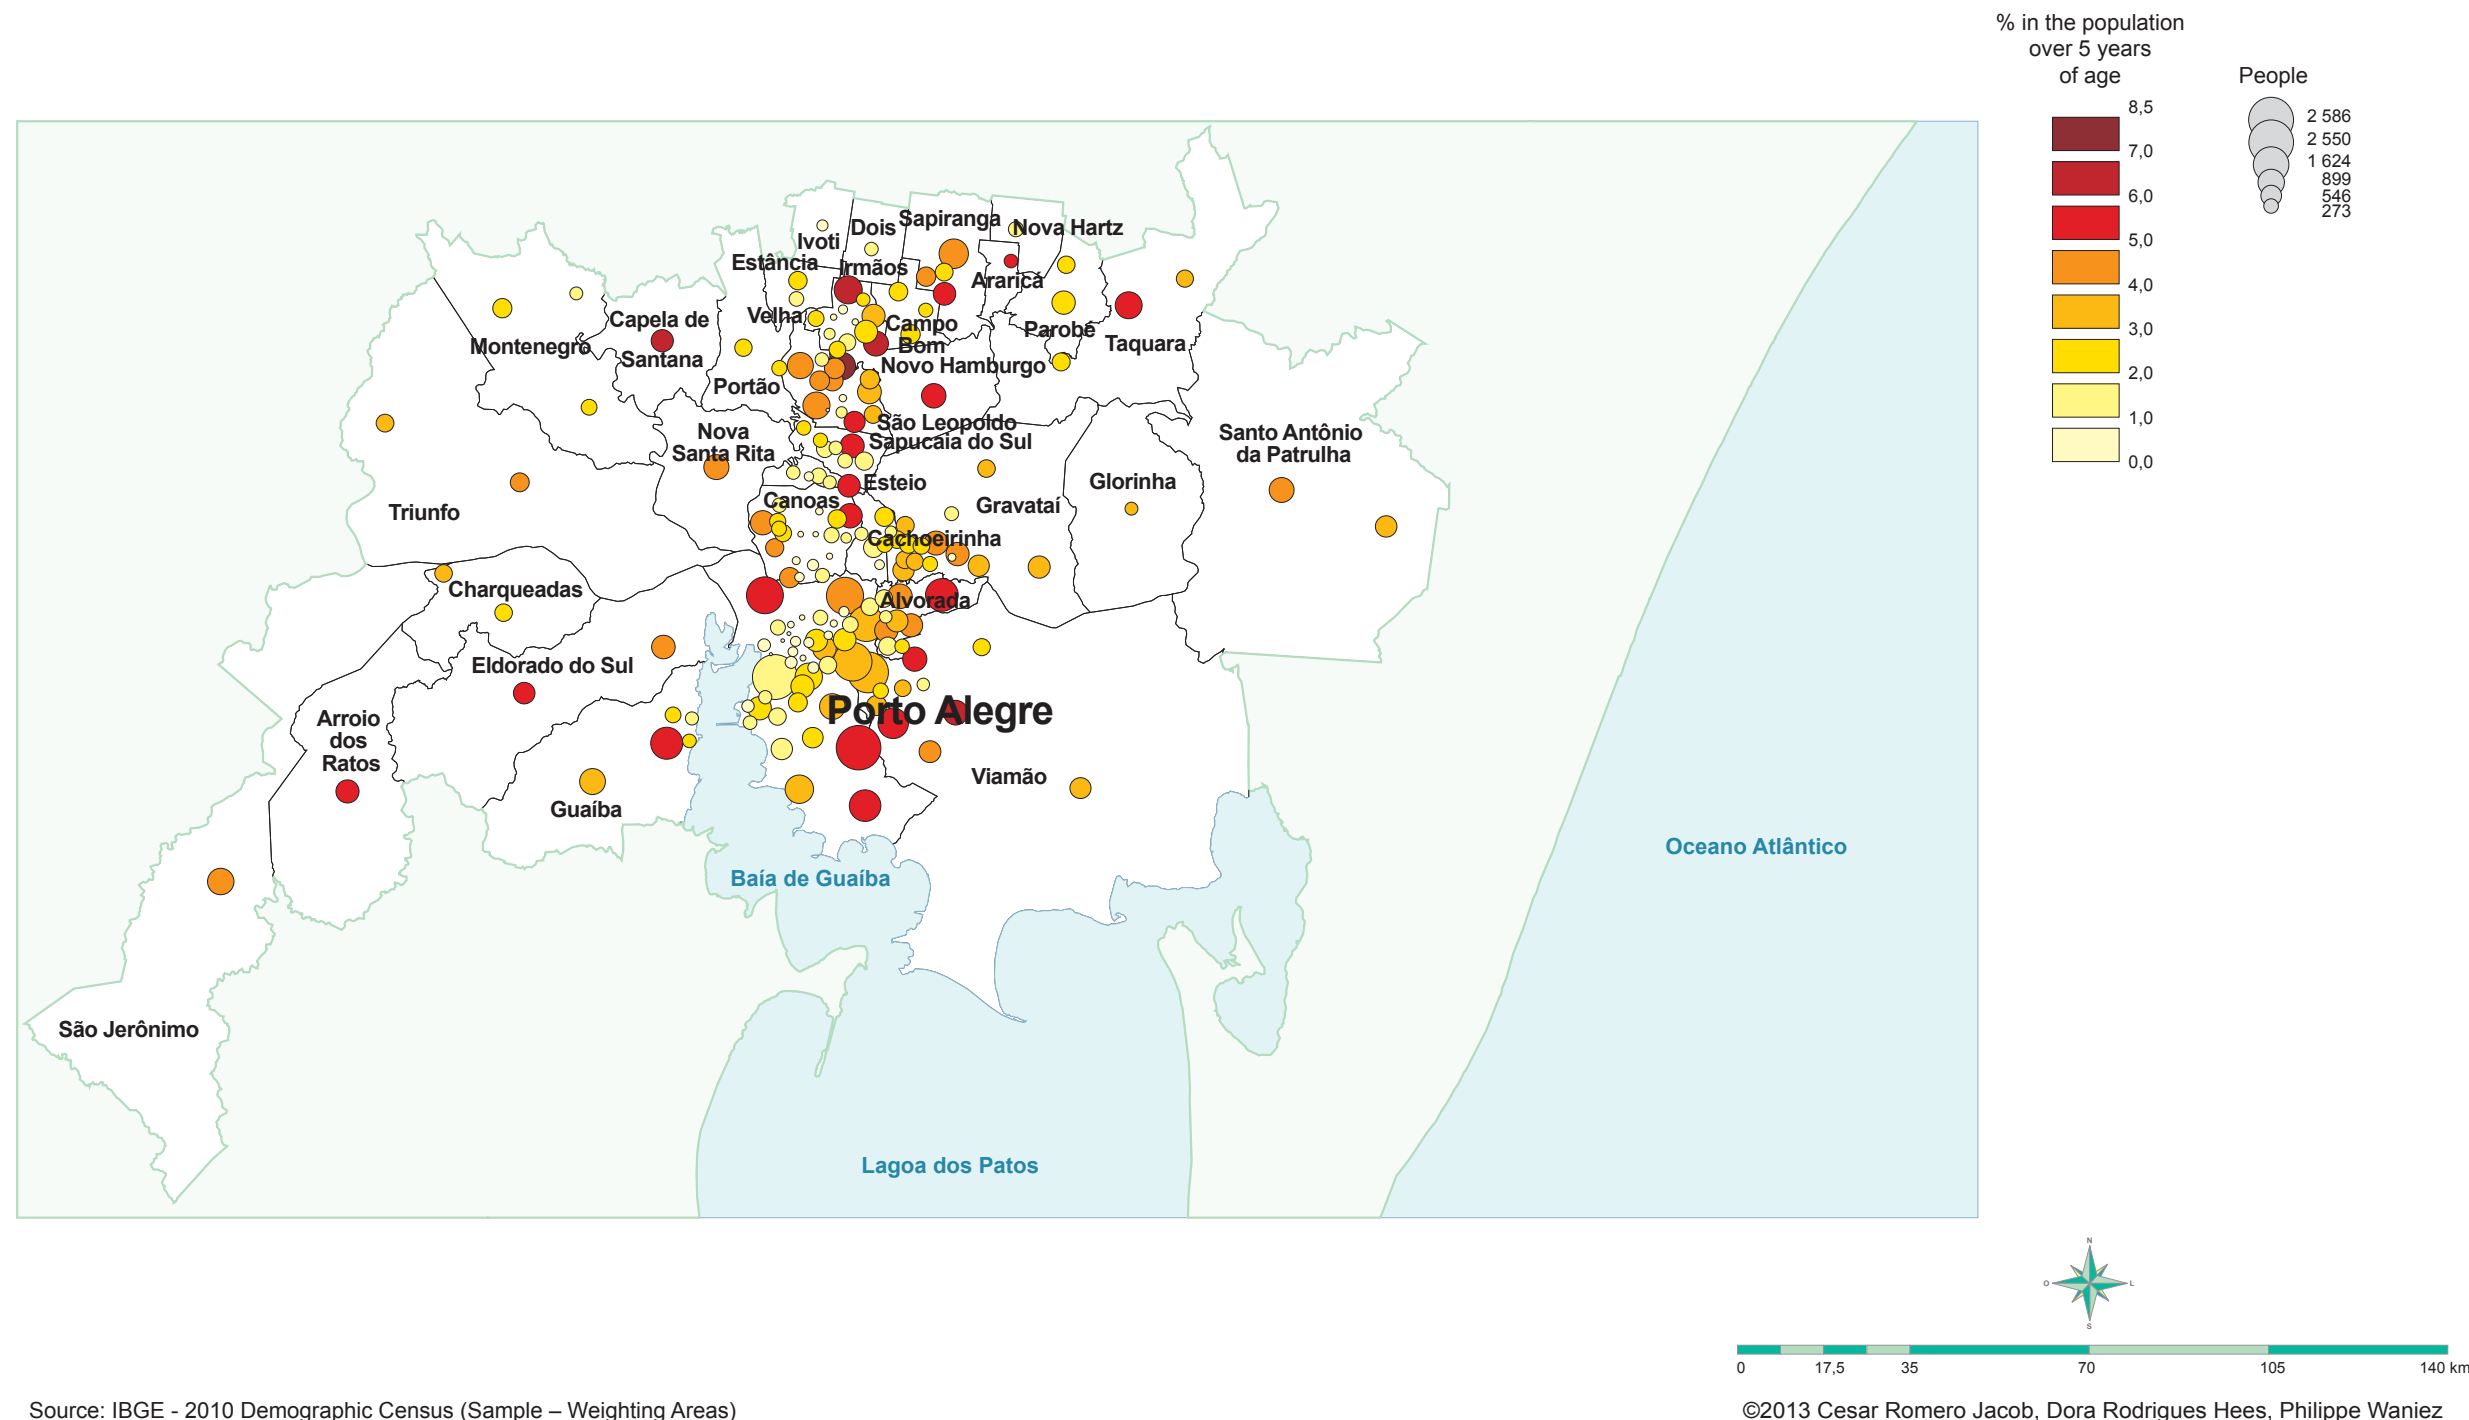 % in the population
over 5 years
of age
People
8,5
7,0
6,0
5,0
4,0
3,0
2,0
1,0
0,0
2 586
2 550
1 624
899
546
273
Ivoti
Dois
Irmãos
Sapiranga
Nova Hartz
Estância
Velha
Araricá
Montenegro
Capela de
Santana
Campo
Bom
Parobé
Taquara
Portão
Novo Hamburgo
Nova
Santa Rita
São Leopoldo
Sapucaia do Sul
Santo Antônio
da Patrulha
Triunfo
Canoas
Esteio
Gravataí
Glorinha
Cachoeirinha
Charqueadas
Alvorada
Eldorado do Sul
Arroio
dos
Ratos
Porto Alegre
Guaíba
Viamão
Baía de Guaíba
Oceano Atlântico
São Jerônimo
Lagoa dos Patos
N
O
L
S
0
17,5
35
70
105
140 km
Source: IBGE - 2010 Demographic Census (Sample – Weighting Areas)
©2013 Cesar Romero Jacob, Dora Rodrigues Hees, Philippe Waniez